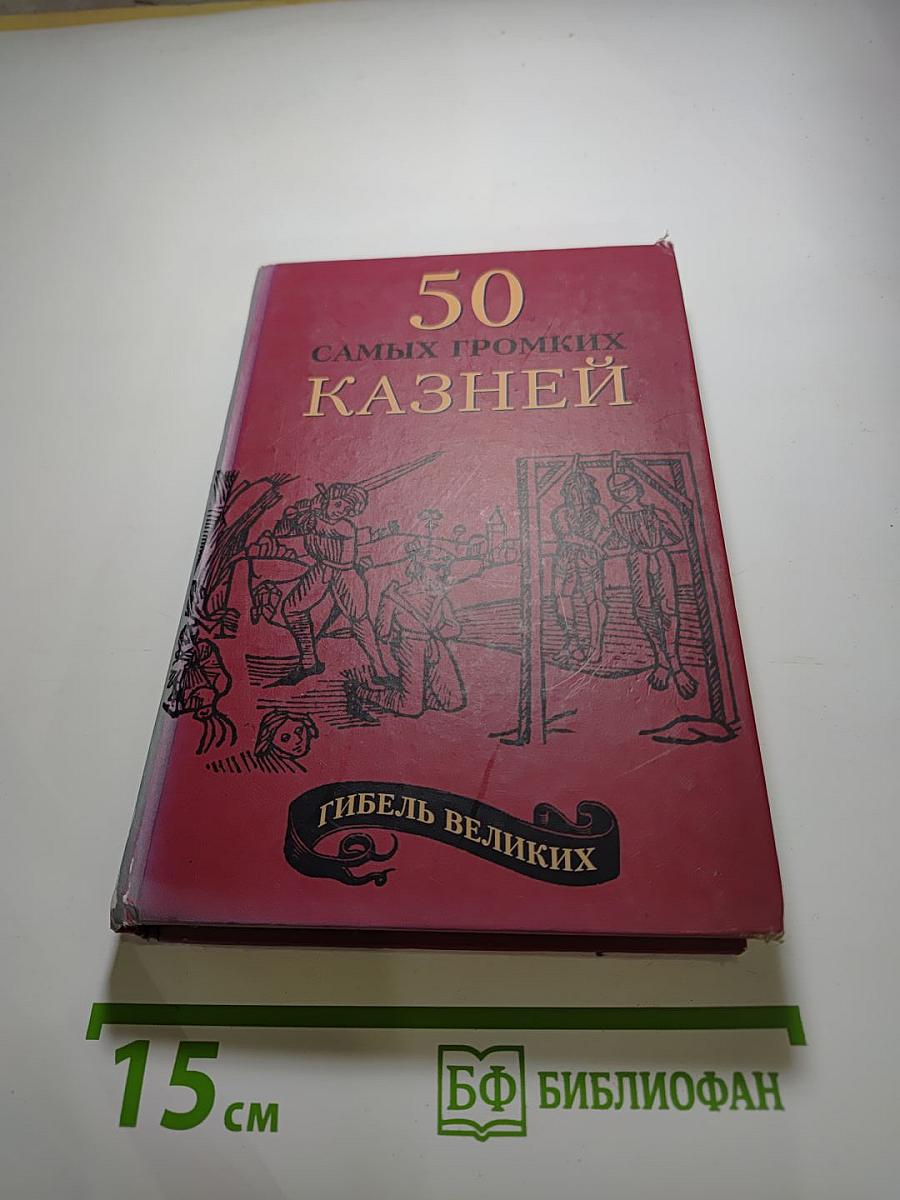 50
САМЫХ ГРОМКИХ
КАЗНЕЙ
ГИБЕЛЬ ВЕЛИКИХ
15 см
БФ БИБЛИОФАН